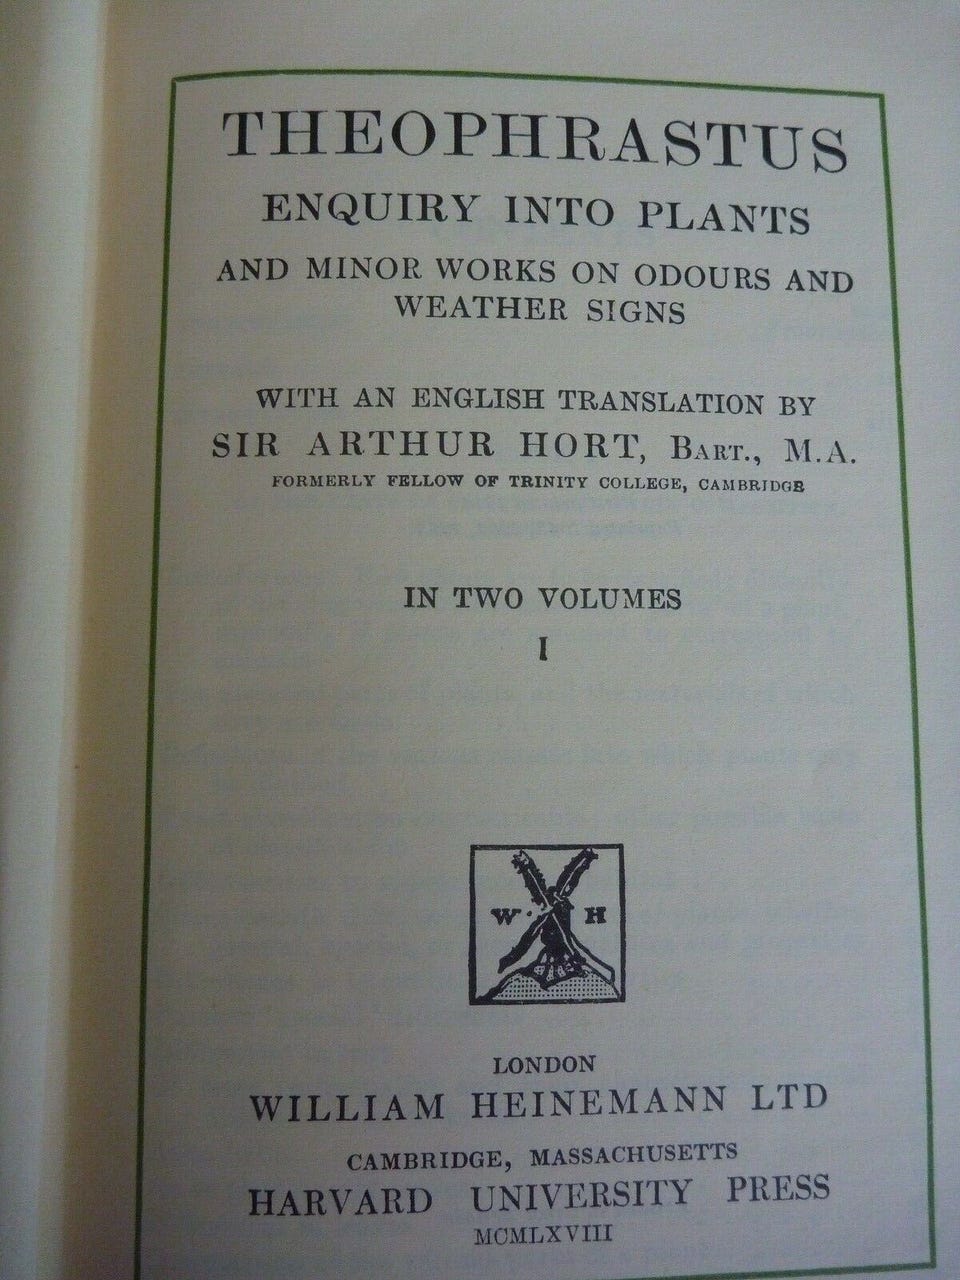 THEOPHRASTUS
ENQUIRY INTO PLANTS
AND MINOR WORKS ON ODOURS AND
WEATHER SIGNS
WITH AN ENGLISH TRANSLATION BY
SIR ARTHUR HORT, BART., M.A.
FORMERLY FELLOW OF TRINITY COLLEGE, CAMBRIDGE
IN TWO VOLUMES
I
W · H
LONDON
WILLIAM HEINEMANN LTD
CAMBRIDGE, MASSACHUSETTS
HARVARD UNIVERSITY PRESS
MCMLXVIII